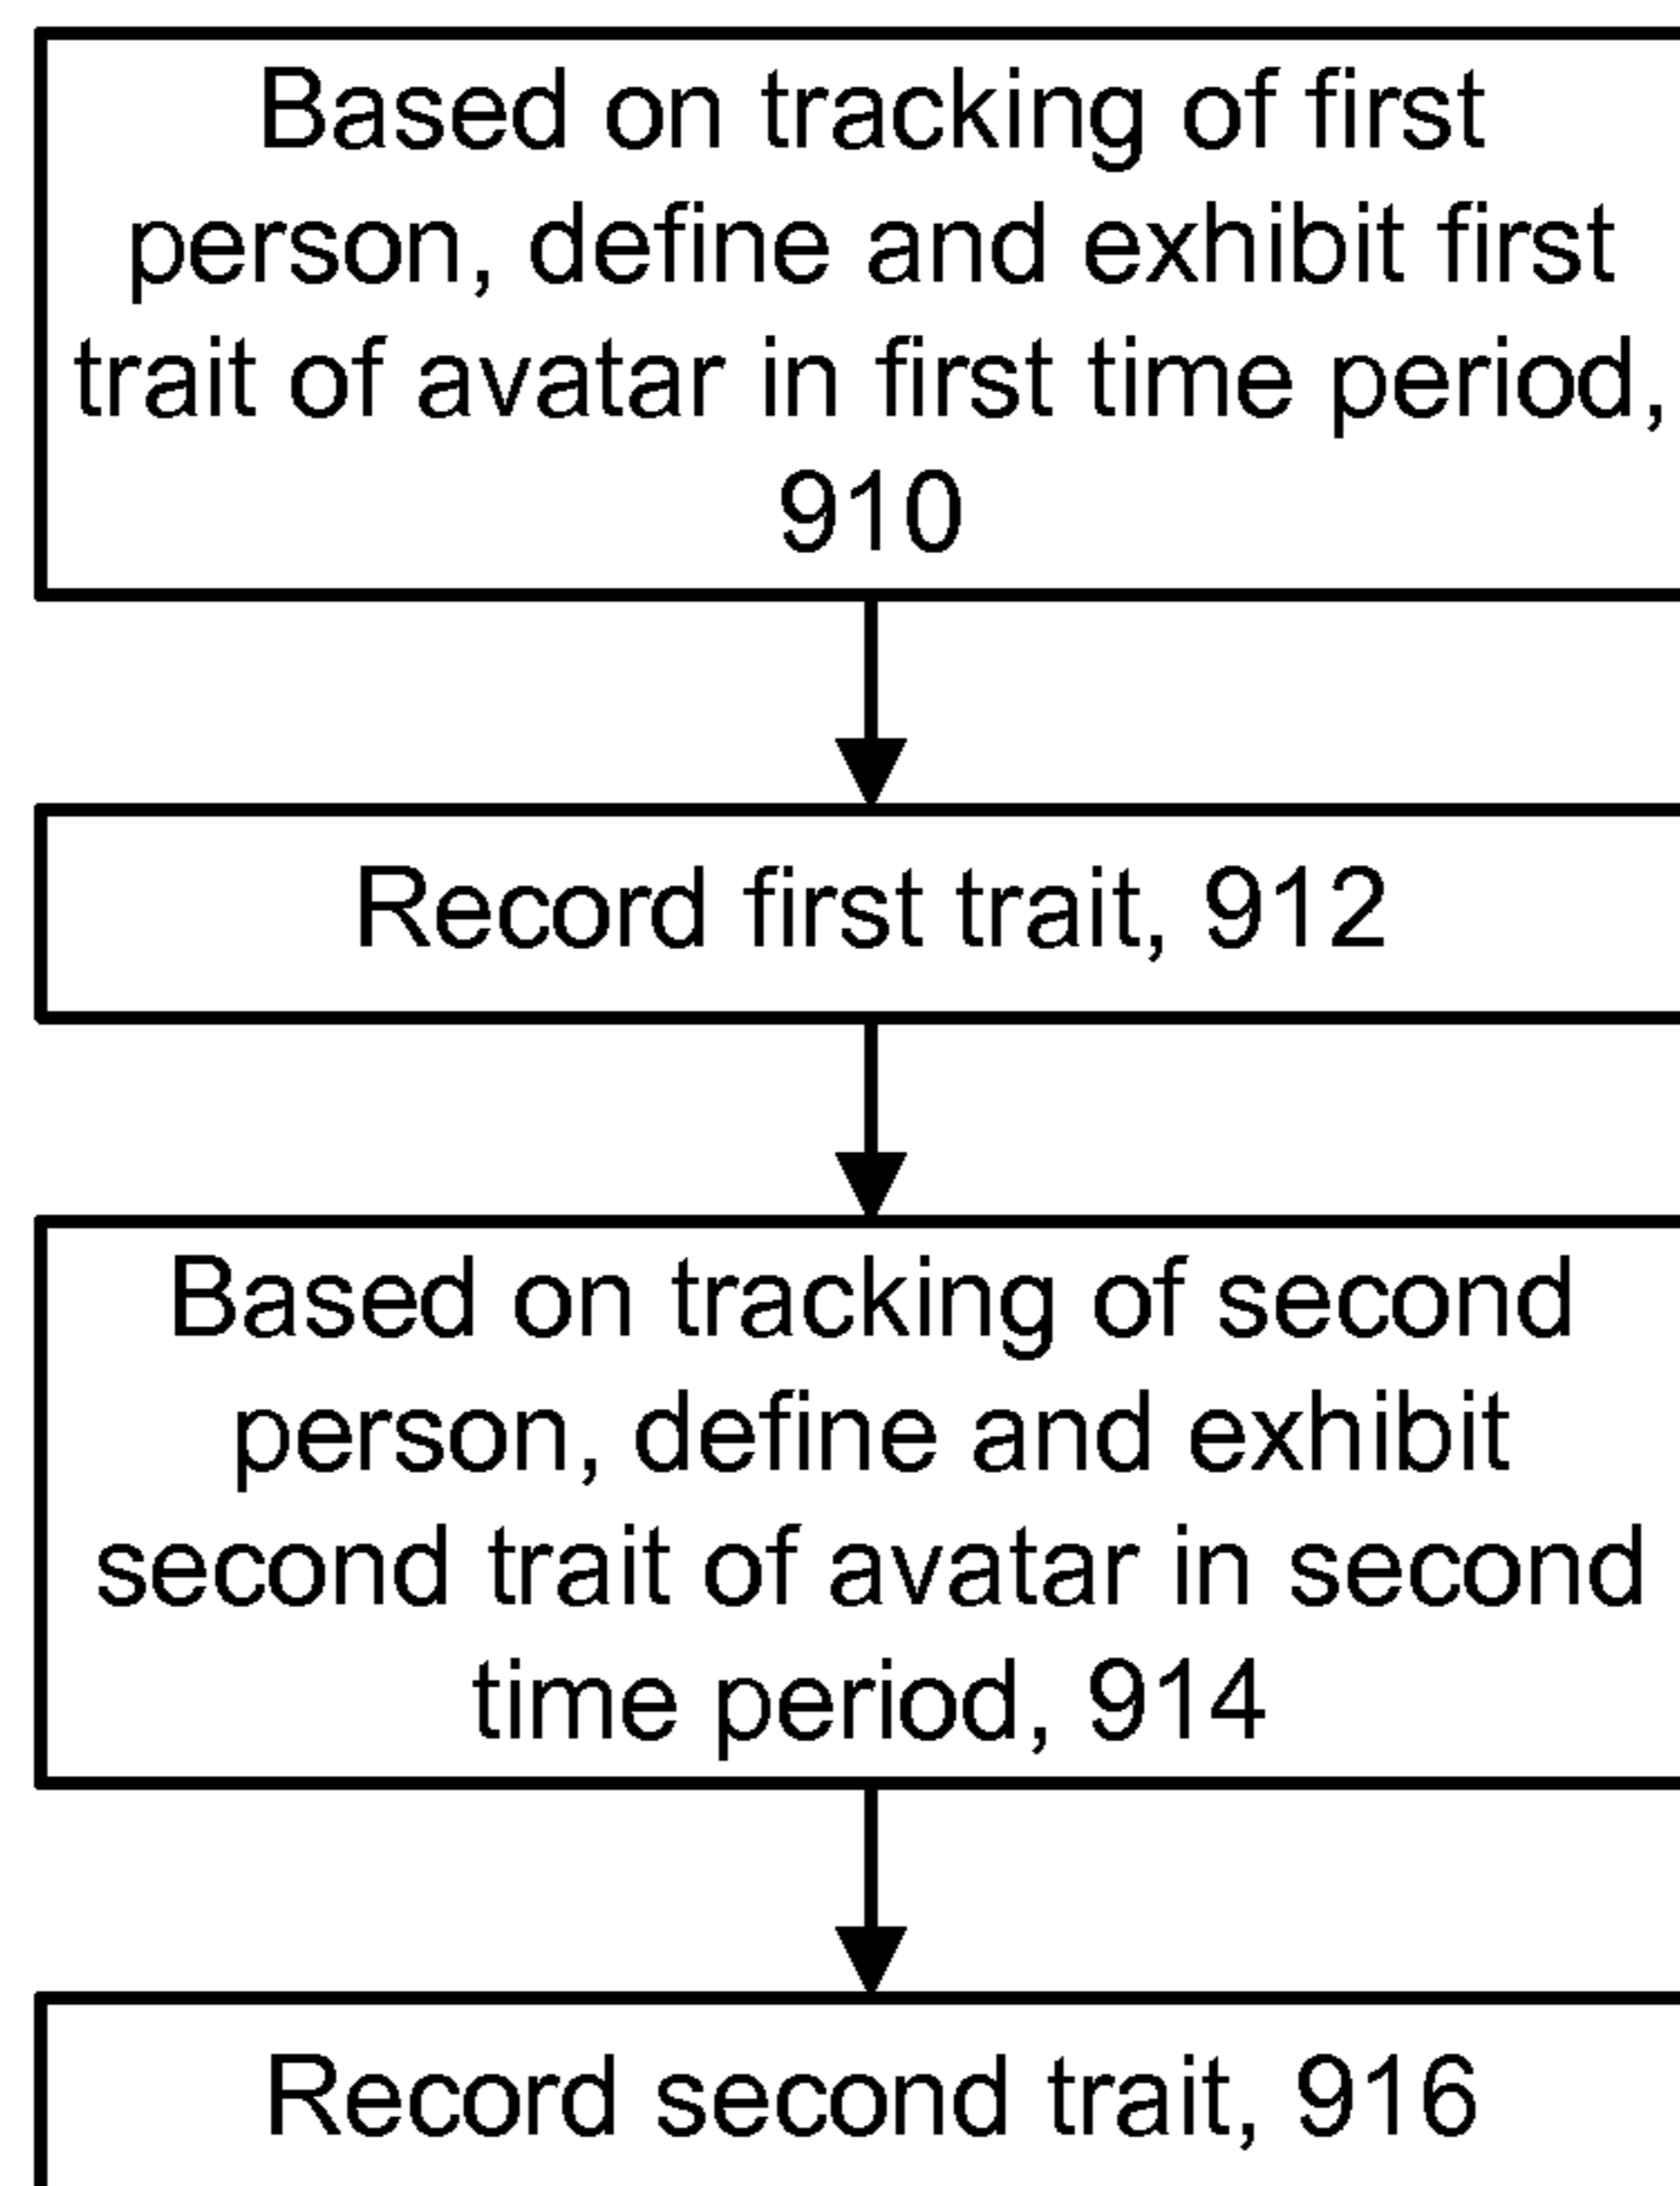 Based on tracking of first
person, define and exhibit first
trait of avatar in first time period,
910
Record first trait, 912
Based on tracking of second
person, define and exhibit
second trait of avatar in second
time period, 914
Record second trait, 916